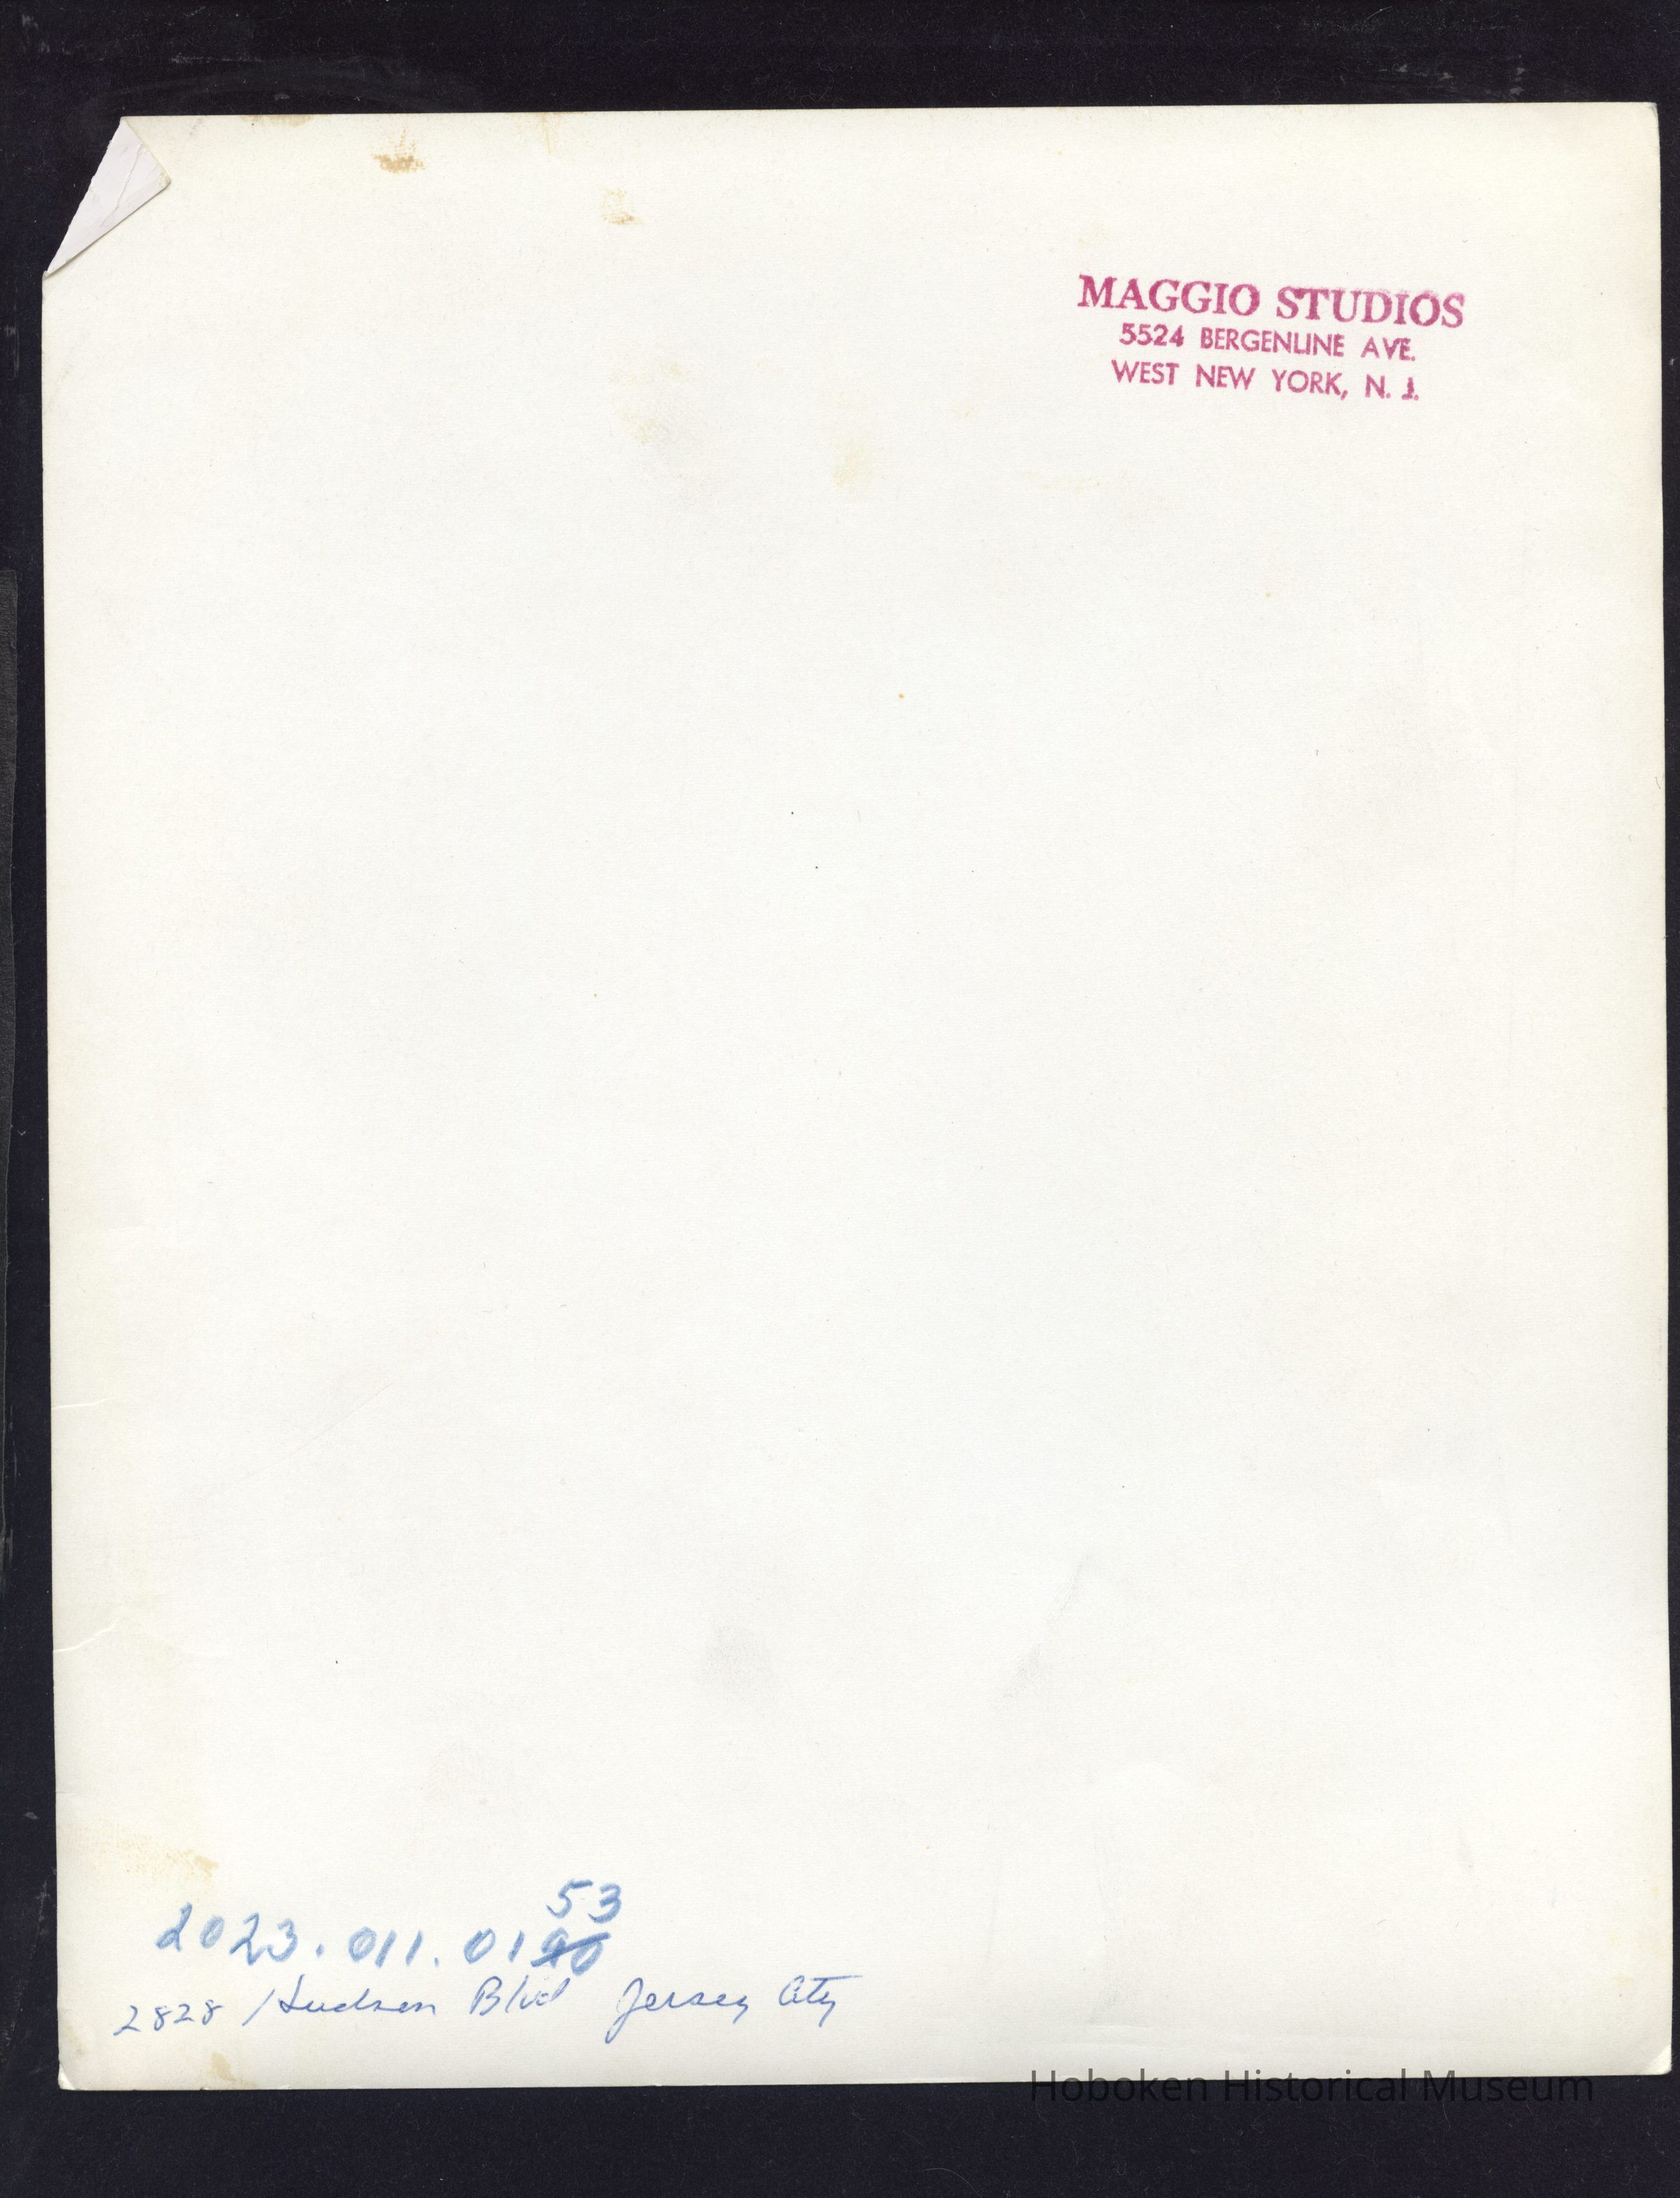 MAGGIO STUDIOS
5524 BERGENLINE AVE.
WEST NEW YORK, N. J.
53
2023.011.0190
2828 Hudson Blvd Jersey City
Hoboken Historical Museum